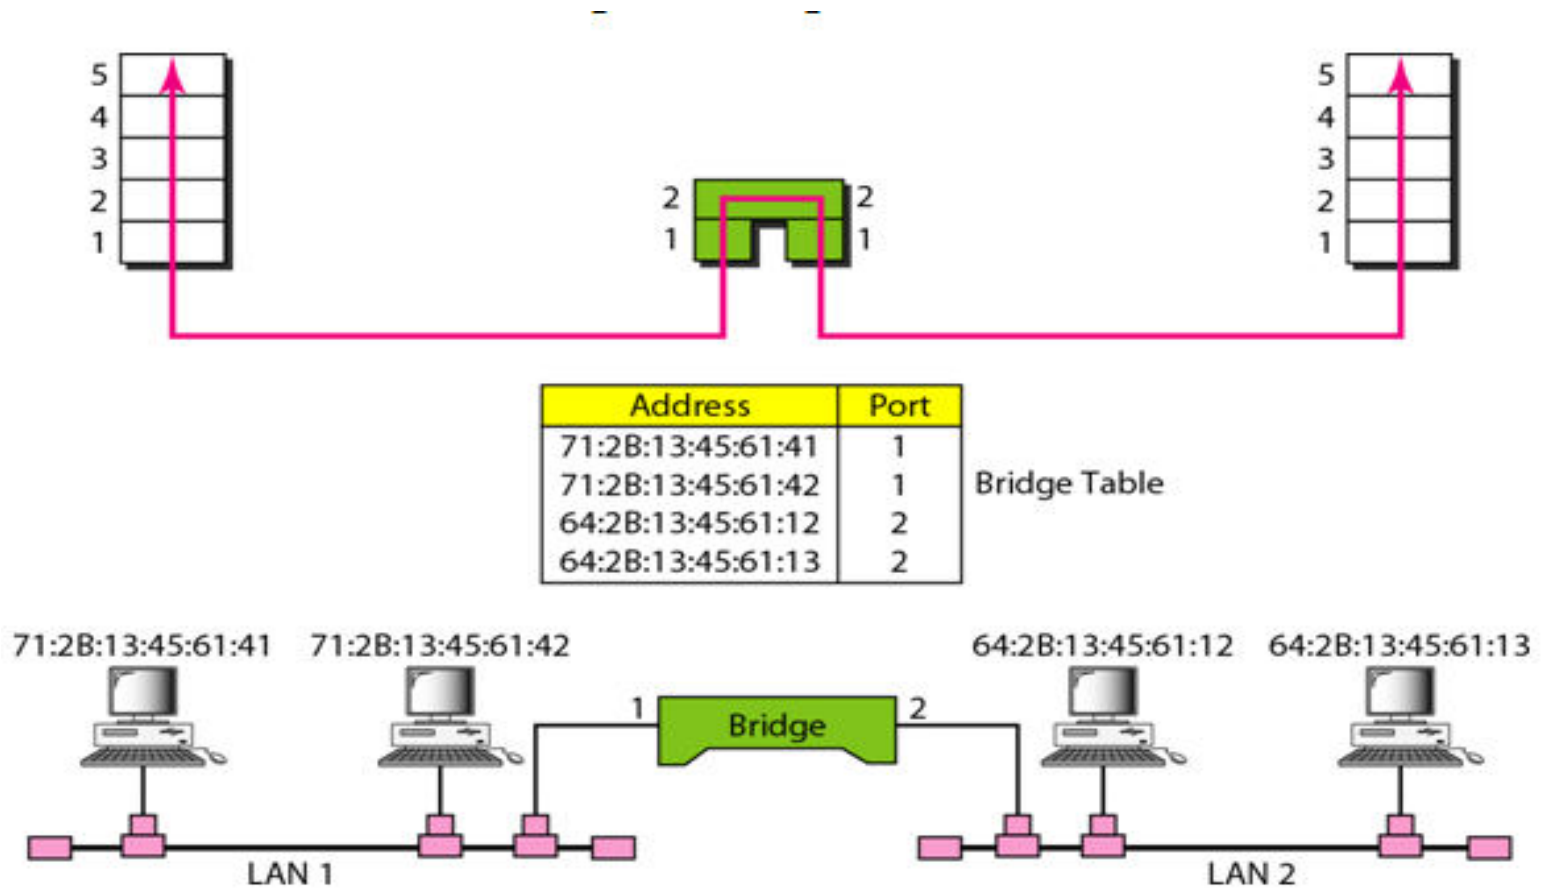 5 5
4 4
3 3
2 2 2 2
1 1 1 1
Address Port
71:2B:13:45:61:41 1
71:2B:13:45:61:42 1
Bridge Table
64:2B:13:45:61:12 2
64:2B:13:45:61:13 2
71:2B:13:45:61:41 71:2B:13:45:61:42 64:2B:13:45:61:12 64:2B:13:45:61:13
1 Bridge 2
LAN 1 LAN 2